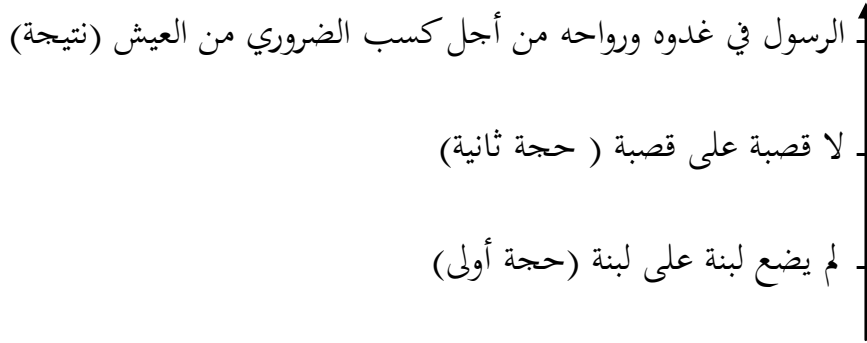 ـ الرسول في غدوه ورواحه من أجل كسب الضروري من العيش (نتيجة)
ـ لا قصبة على قصبة ( حجة ثانية)
ـ لم يضع لبنة على لبنة (حجة أولى)